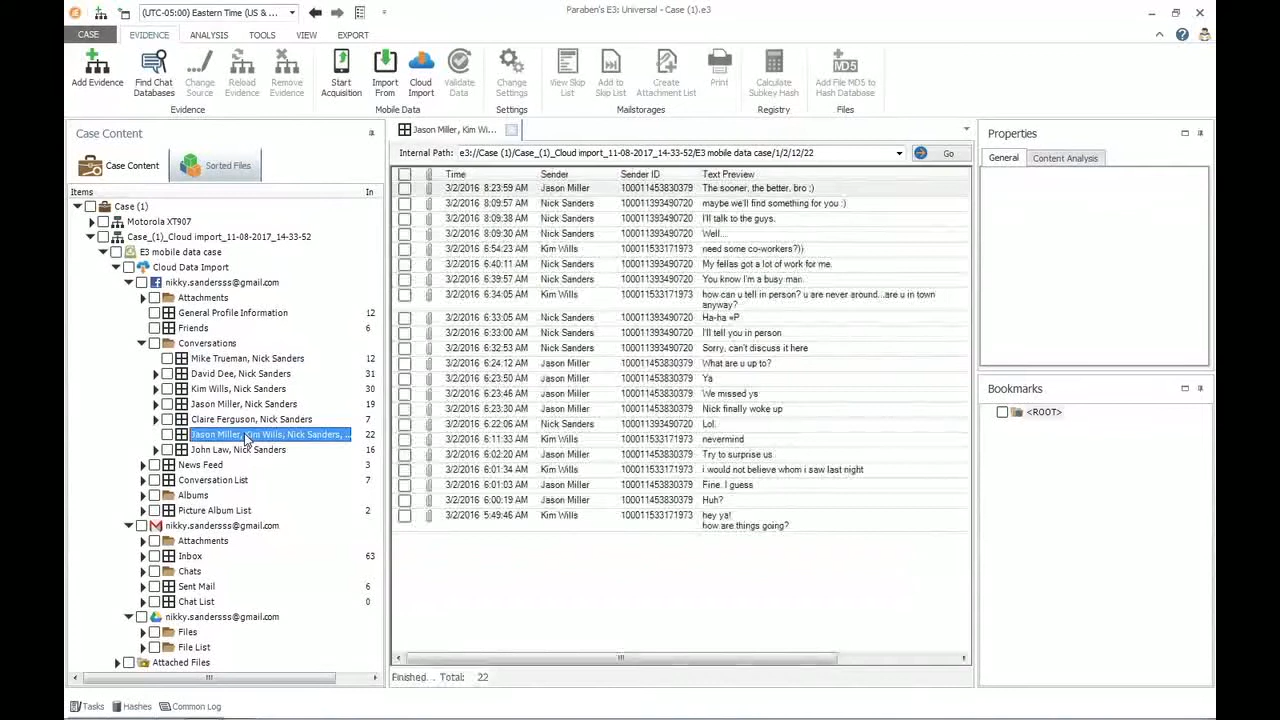 (UTC-05:00) Eastern Time (US & ...
Paraben's E3: Universal - Case (1).e3
CASE EVIDENCE ANALYSIS TOOLS VIEW EXPORT
Add Evidence
Find Chat Databases
Change Source
Reload Evidence
Remove Evidence
Start Acquisition
Import From
Cloud Import
Validate Data
Change Settings
View Skip List
Add to Skip List
Create Attachment List
Print
Calculate Subkey Hash
MD5
Add File MD5 to Hash Database
Evidence Mobile Data Settings Mailstorages Registry Files
Case Content
Case Content Sorted Files
Items In
Case (1)
Motorola XT907
Case_(1)_Cloud import_11-08-2017_14-33-52
E3 mobile data case
Cloud Data Import
nikky.sandersss@gmail.com
Attachments
General Profile Information 12
Friends 6
Conversations
Mike Trueman, Nick Sanders 12
David Dee, Nick Sanders 31
Kim Wills, Nick Sanders 30
Jason Miller, Nick Sanders 19
Claire Ferguson, Nick Sanders 7
Jason Miller, Kim Wills, Nick Sanders, ... 22
John Law, Nick Sanders 16
News Feed 3
Conversation List 7
Albums
Picture Album List 2
nikky.sandersss@gmail.com
Attachments
Inbox 63
Chats
Sent Mail 6
Chat List 0
nikky.sandersss@gmail.com
Files
File List
Attached Files
Jason Miller, Kim Wi...
Internal Path: e3://Case (1)/Case_(1)_Cloud import_11-08-2017_14-33-52/E3 mobile data case/1/2/12/22 Go
Time Sender Sender ID Text Preview
3/2/2016 8:23:59 AM Jason Miller 100011453830379 The sooner, the better, bro ;)
3/2/2016 8:09:57 AM Nick Sanders 100011393490720 maybe we'll find something for you :)
3/2/2016 8:09:38 AM Nick Sanders 100011393490720 I'll talk to the guys.
3/2/2016 8:09:30 AM Nick Sanders 100011393490720 Well....
3/2/2016 6:54:23 AM Kim Wills 100011533171973 need some co-workers?))
3/2/2016 6:40:11 AM Nick Sanders 100011393490720 My fellas got a lot of work for me.
3/2/2016 6:39:57 AM Nick Sanders 100011393490720 You know I'm a busy man.
3/2/2016 6:34:05 AM Kim Wills 100011533171973 how can u tell in person? u are never around...are u in town
anyway?
3/2/2016 6:33:05 AM Nick Sanders 100011393490720 Ha-ha =P
3/2/2016 6:33:00 AM Nick Sanders 100011393490720 I'll tell you in person
3/2/2016 6:32:53 AM Nick Sanders 100011393490720 Sorry, can't discuss it here
3/2/2016 6:24:12 AM Jason Miller 100011453830379 What are u up to?
3/2/2016 6:23:50 AM Jason Miller 100011453830379 Ya
3/2/2016 6:23:46 AM Jason Miller 100011453830379 We missed ya
3/2/2016 6:23:30 AM Jason Miller 100011453830379 Nick finally woke up
3/2/2016 6:22:06 AM Nick Sanders 100011393490720 Lol.
3/2/2016 6:11:33 AM Kim Wills 100011533171973 nevermind
3/2/2016 6:02:20 AM Jason Miller 100011453830379 Try to surprise us
3/2/2016 6:01:34 AM Kim Wills 100011533171973 i would not believe whom i saw last night
3/2/2016 6:01:03 AM Jason Miller 100011453830379 Fine. I guess
3/2/2016 6:00:19 AM Jason Miller 100011453830379 Huh?
3/2/2016 5:49:46 AM Kim Wills 100011533171973 hey ya!
how are things going?
Finished. . Total: 22
Properties
General Content Analysis
Bookmarks
<ROOT>
Tasks Hashes Common Log